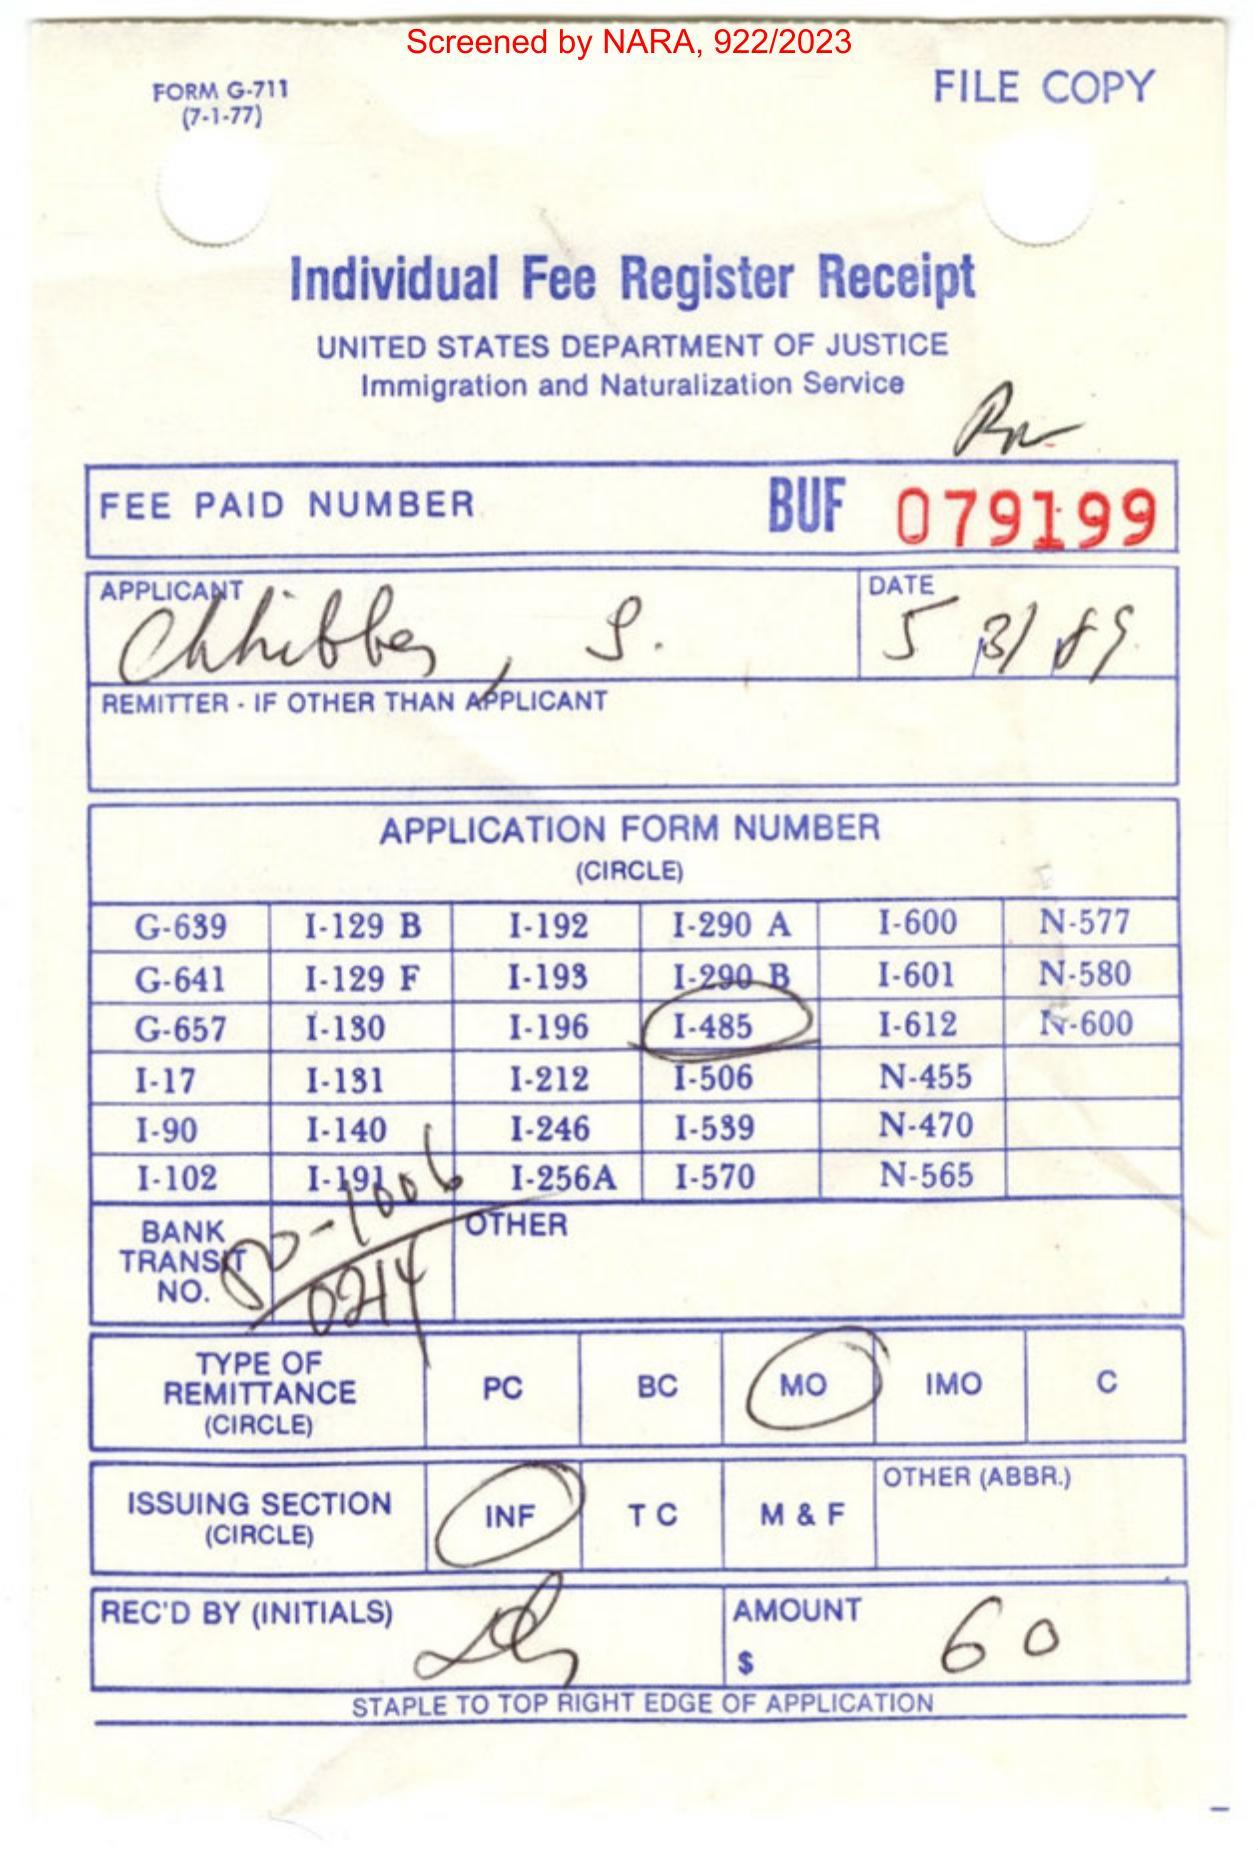 Screened by NARA, 922/2023
FORM G-711
(7-1-77)
FILE COPY
Individual Fee Register Receipt
UNITED STATES DEPARTMENT OF JUSTICE
Immigration and Naturalization Service
FEE PAID NUMBER BUF 079199
APPLICANT DATE
Chhibber, S. 5 31 89
REMITTER - IF OTHER THAN APPLICANT
APPLICATION FORM NUMBER
(CIRCLE)
G-639 I-129 B I-192 I-290 A I-600 N-577
G-641 I-129 F I-193 I-290 B I-601 N-580
G-657 I-130 I-196 I-485 I-612 N-600
I-17 I-131 I-212 I-506 N-455
I-90 I-140 I-246 I-539 N-470
I-102 I-191 I-256A I-570 N-565
BANK TRANSIT NO.
0214
OTHER
TYPE OF
REMITTANCE
(CIRCLE)
PC BC MO IMO C
ISSUING SECTION
(CIRCLE)
INF T C M & F
OTHER (ABBR.)
REC'D BY (INITIALS)
AMOUNT
$ 60
STAPLE TO TOP RIGHT EDGE OF APPLICATION